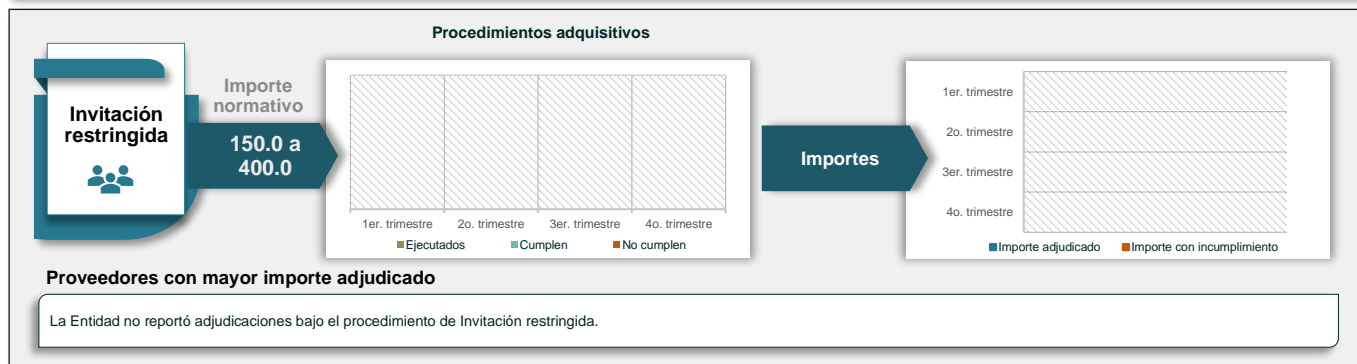 Procedimientos adquisitivos
Invitación
restringida
Importe
normativo
150.0 a
400.0
1er. trimestre
2o. trimestre
3er. trimestre
4o. trimestre
Ejecutados
Cumplen
No cumplen
Importes
1er. trimestre
2o. trimestre
3er. trimestre
4o. trimestre
Importe adjudicado
Importe con incumplimiento
Proveedores con mayor importe adjudicado
La Entidad no reportó adjudicaciones bajo el procedimiento de Invitación restringida.